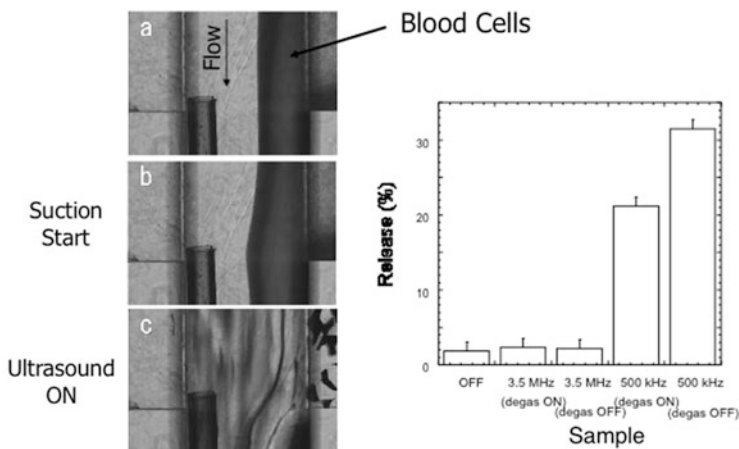 a
Flow
Blood Cells
b
Suction
Start
c
Ultrasound
ON
Release (%)
30
20
10
0
OFF
3.5 MHz
(degas ON)
3.5 MHz
(degas OFF)
500 kHz
(degas ON)
500 kHz
(degas OFF)
Sample